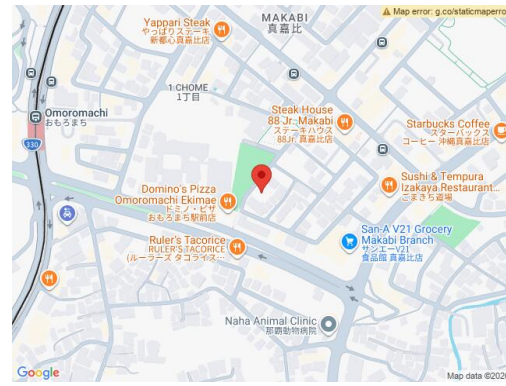 Map error: g.co/staticmaperro
Yappari Steak
やっぱりステーキ
新都心真嘉比店
MAKABI
真嘉比
1 CHOME
1丁目
Omoromachi
おもろまち
330
Steak House
88 Jr. Makabi
ステーキハウス
88Jr. 真嘉比店
Starbucks Coffee
スターバックス
コーヒー 沖縄真嘉比店
Domino's Pizza
Omoromachi Ekimae
ドミノ・ピザ
おもろまち駅前店
Sushi & Tempura
Izakaya Restaurant...
ごまきち道場
Ruler's Tacorice
RULER'S TACORICE
(ルーラーズ タコライス...
San-A V21 Grocery
Makabi Branch
サンエーV21
食品館 真嘉比店
Naha Animal Clinic
那覇動物病院
Google
Map data ©2026